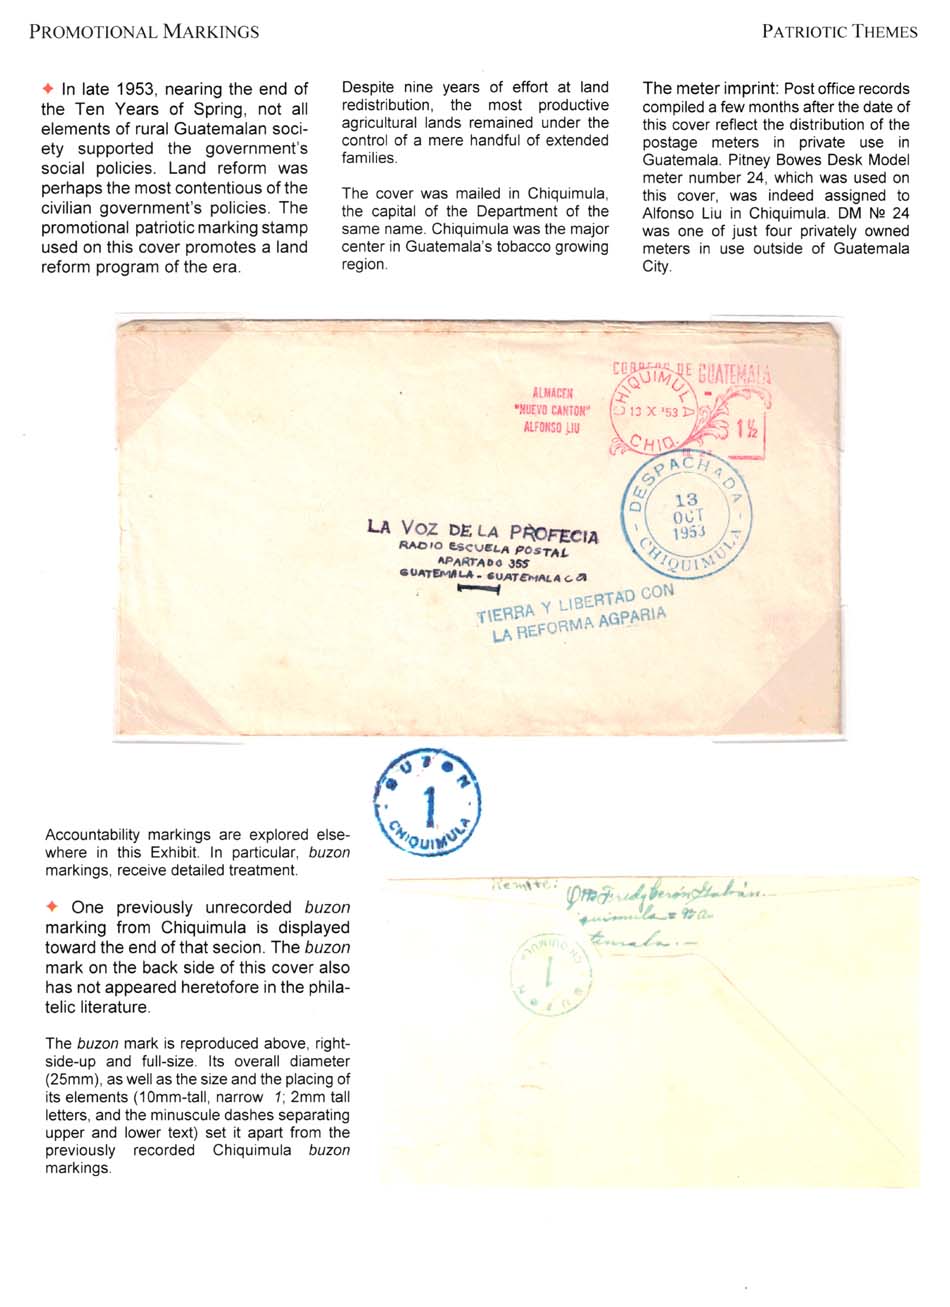 PROMOTIONAL MARKINGS
PATRIOTIC THEMES
✦ In late 1953, nearing the end of
the Ten Years of Spring, not all
elements of rural Guatemalan soci-
ety supported the government's
social policies. Land reform was
perhaps the most contentious of the
civilian government's policies. The
promotional patriotic marking stamp
used on this cover promotes a land
reform program of the era.
Despite nine years of effort at land
redistribution, the most productive
agricultural lands remained under the
control of a mere handful of extended
families.
The cover was mailed in Chiquimula,
the capital of the Department of the
same name. Chiquimula was the major
center in Guatemala's tobacco growing
region.
The meter imprint: Post office records
compiled a few months after the date of
this cover reflect the distribution of the
postage meters in private use in
Guatemala. Pitney Bowes Desk Model
meter number 24, which was used on
this cover, was indeed assigned to
Alfonso Liu in Chiquimula. DM № 24
was one of just four privately owned
meters in use outside of Guatemala
City.
ALMACEN
"NUEVO CANTON"
ALFONSO LIU
CORREOS DE GUATEMALA
CHIQUIMULA
13 X '53
CHIQ.
1½
DESPACHADA
13
OCT
1953
CHIQUIMULA
LA VOZ DE LA PROFECIA
RADIO ESCUELA POSTAL
APARTADO 355
GUATEMALA - GUATEMALA C A
TIERRA Y LIBERTAD CON
LA REFORMA AGPARIA
BUZON
1
CHIQUIMULA
Accountability markings are explored else-
where in this Exhibit. In particular, buzon
markings, receive detailed treatment.
✦ One previously unrecorded buzon
marking from Chiquimula is displayed
toward the end of that secion. The buzon
mark on the back side of this cover also
has not appeared heretofore in the phila-
telic literature.
The buzon mark is reproduced above, right-
side-up and full-size. Its overall diameter
(25mm), as well as the size and the placing of
its elements (10mm-tall, narrow 1; 2mm tall
letters, and the minuscule dashes separating
upper and lower text) set it apart from the
previously recorded Chiquimula buzon
markings.
Remite:
Otto Fredy Cerón
BUZON
1
CHIQUIMULA